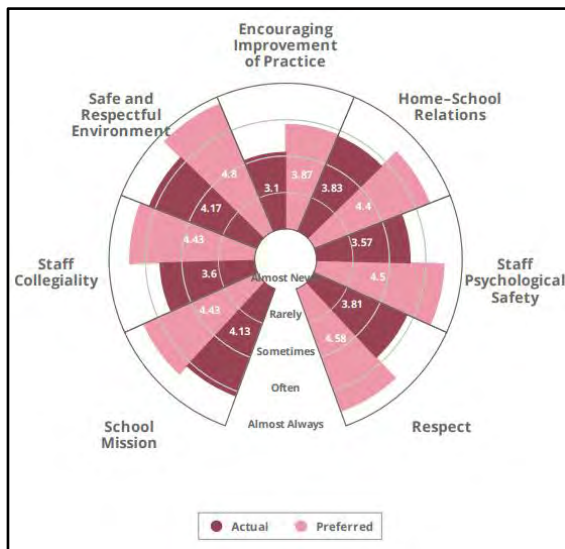 Encouraging
Improvement
of Practice
Safe and
Respectful
Environment
Home–School
Relations
4.8
3.1
3.87
3.83
4.17
4.4
4.43
3.57
Staff
Collegiality
3.6
Almost Never
4.5
Staff
Psychological
Safety
4.43
Rarely
3.81
4.13
4.58
Sometimes
Often
School
Mission
Almost Always
Respect
Actual
Preferred